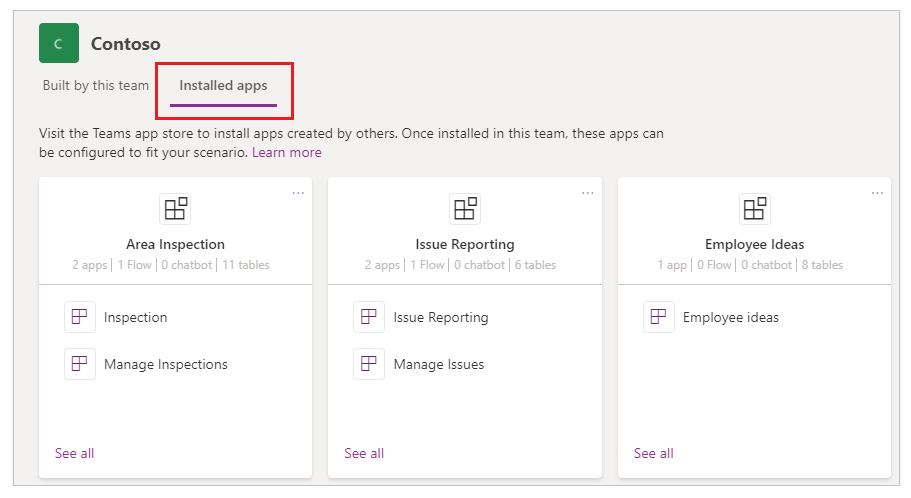 C
Contoso
Built by this team
Installed apps
Visit the Teams app store to install apps created by others. Once installed in this team, these apps can
be configured to fit your scenario. Learn more
...
Area Inspection
2 apps | 1 Flow | 0 chatbot | 11 tables
Inspection
Manage Inspections
See all
...
Issue Reporting
2 apps | 1 Flow | 0 chatbot | 6 tables
Issue Reporting
Manage Issues
See all
...
Employee Ideas
1 app | 0 Flow | 0 chatbot | 8 tables
Employee ideas
See all